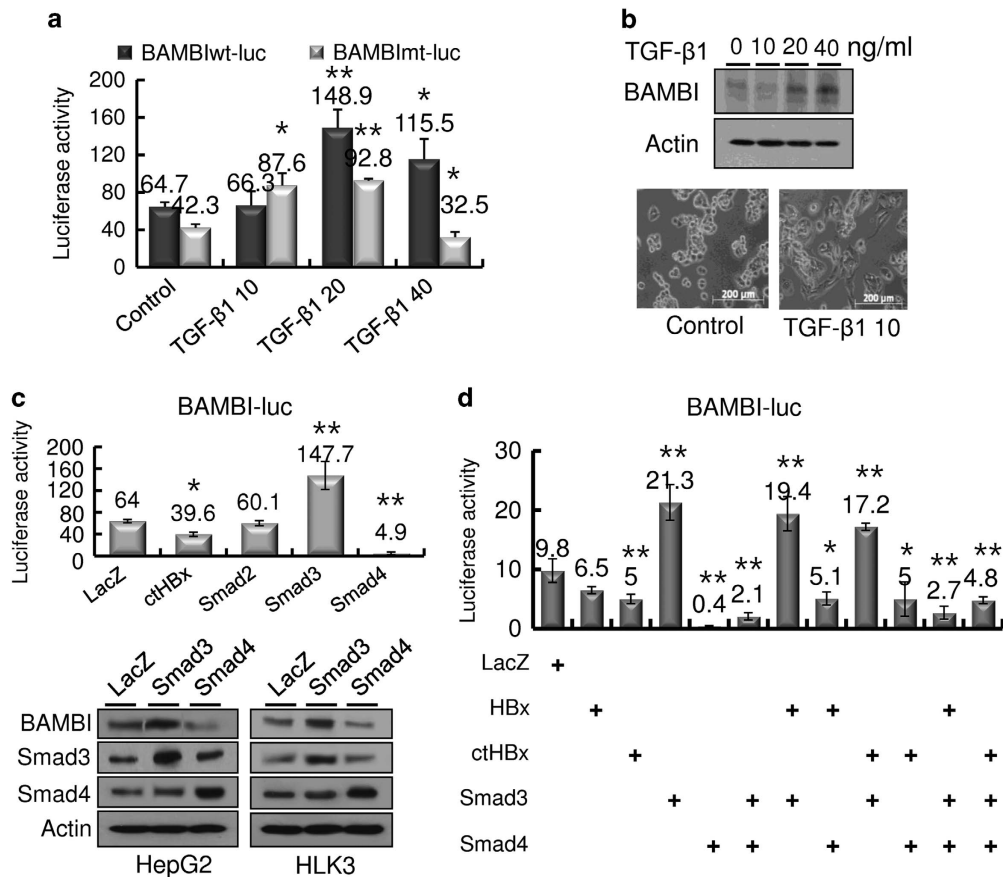 a
BAMBIwt-luc BAMBImt-luc
Luciferase activity
200
160
120
80
40
0
64.7
42.3
66.3
*
87.6
**
148.9
**
92.8
*
115.5
*
32.5
Control
TGF-β1 10
TGF-β1 20
TGF-β1 40
b
TGF-β1 0 10 20 40 ng/ml
BAMBI
Actin
200 µm
200 µm
Control
TGF-β1 10
c
BAMBI-luc
Luciferase activity
200
160
120
80
40
0
64
*
39.6
60.1
**
147.7
**
4.9
LacZ
ctHBx
Smad2
Smad3
Smad4
LacZ
Smad3
Smad4
LacZ
Smad3
Smad4
BAMBI
Smad3
Smad4
Actin
HepG2
HLK3
d
BAMBI-luc
Luciferase activity
30
20
10
0
9.8
6.5
**
5
**
21.3
**
0.4
**
2.1
**
19.4
*
5.1
**
17.2
*
5
**
2.7
**
4.8
LacZ +
HBx + + + +
ctHBx + + + +
Smad3 + + + + + +
Smad4 + + + + + +